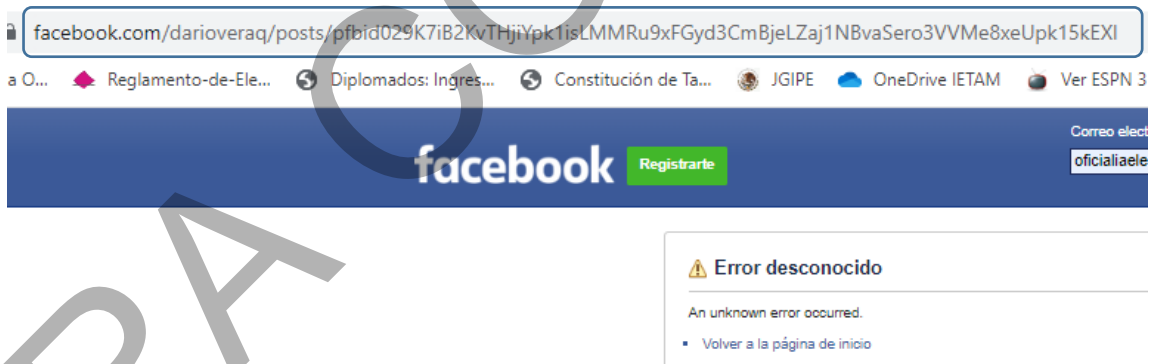 facebook.com/darioveraq/posts/pfbid029K7iB2KvTHjiYpk1isLMMRu9xFGyd3CmBjeLZaj1NBvaSero3VVMe8xeUpk15kEXl
a O... Reglamento-de-Ele... Diplomados: Ingres... Constitución de Ta... JGIPE OneDrive IETAM Ver ESPN 3
Correo elect
facebook Registrarte oficialiaele
Error desconocido
An unknown error occurred.
Volver a la página de inicio